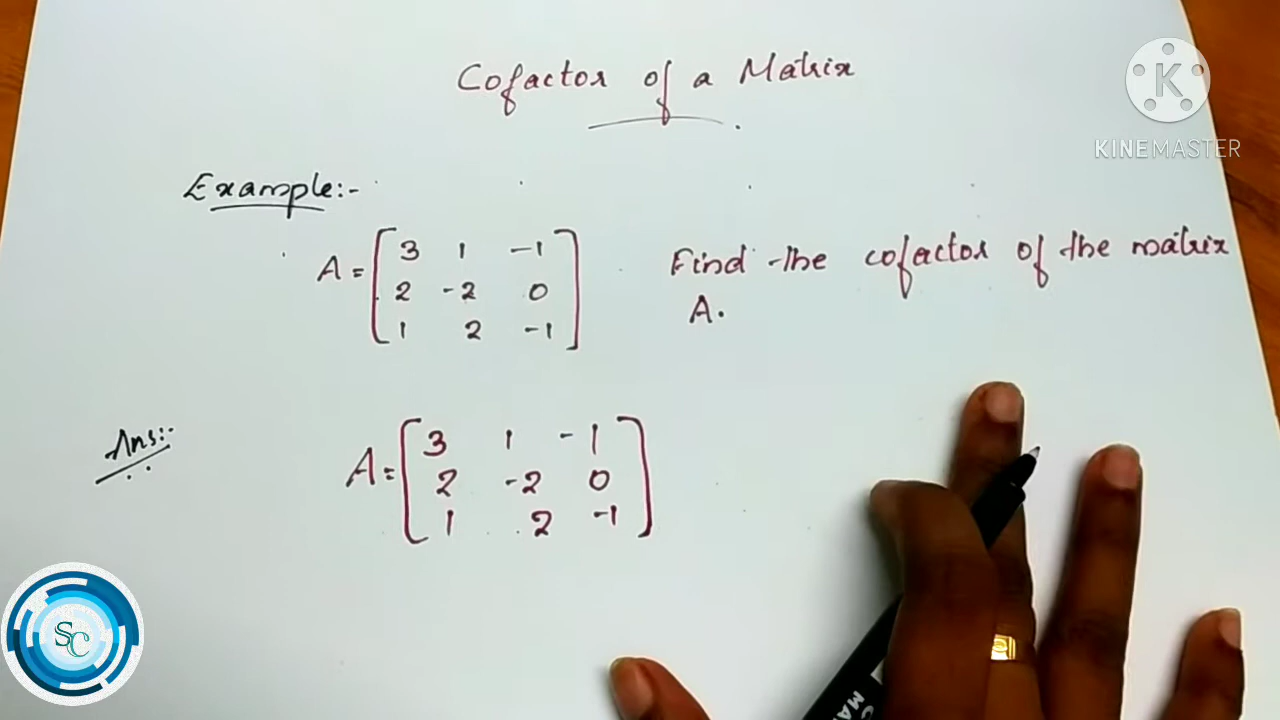 Cofactor of a Matrix
KINEMASTER
Example:-
A = [ 3 1 -1
2 -2 0
1 2 -1 ]
Find the cofactor of the matrix
A.
Ans:-
A = [ 3 1 -1
2 -2 0
1 2 -1 ]
SC